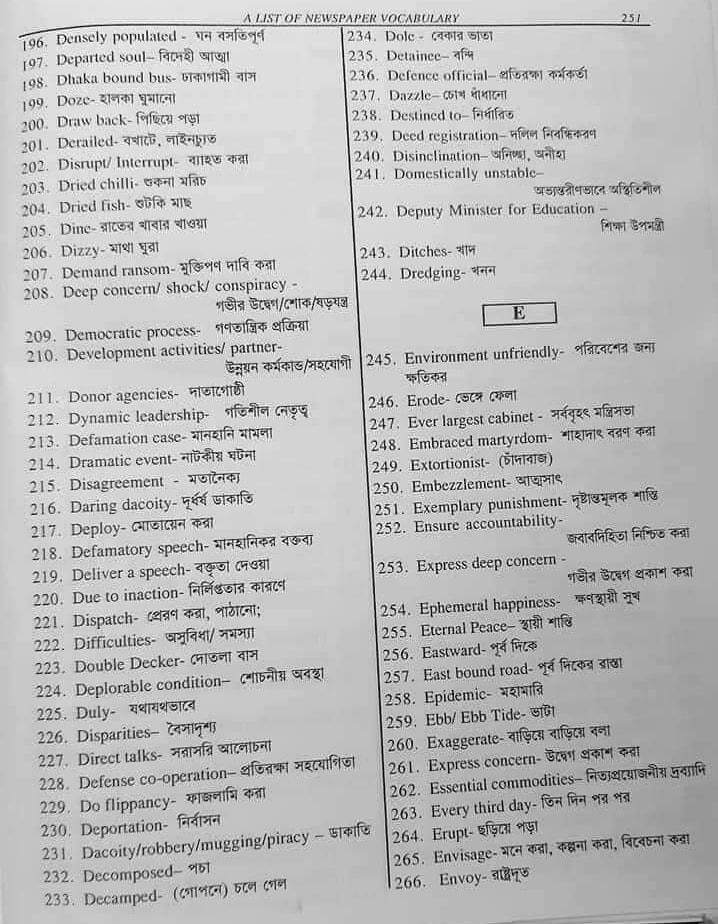 A LIST OF NEWSPAPER VOCABULARY 251
196. Densely populated - ঘন বসতিপূর্ণ
197. Departed soul– বিদেহী আত্মা
198. Dhaka bound bus- ঢাকাগামী বাস
199. Doze- হালকা ঘুমানো
200. Draw back- পিছিয়ে পড়া
201. Derailed- বখাটে, লাইনচ্যুত
202. Disrupt/ Interrupt- ব্যাহত করা
203. Dried chilli- শুকনা মরিচ
204. Dried fish- শুটকি মাছ
205. Dine- রাতের খাবার খাওয়া
206. Dizzy- মাথা ঘুরা
207. Demand ransom- মুক্তিপণ দাবি করা
208. Deep concern/ shock/ conspiracy -
গভীর উদ্বেগ/শোক/ষড়যন্ত্র
209. Democratic process- গণতান্ত্রিক প্রক্রিয়া
210. Development activities/ partner-
উন্নয়ন কর্মকান্ড/সহযোগী
211. Donor agencies- দাতাগোষ্ঠী
212. Dynamic leadership- গতিশীল নেতৃত্ব
213. Defamation case- মানহানি মামলা
214. Dramatic event- নাটকীয় ঘটনা
215. Disagreement - মতানৈক্য
216. Daring dacoity- দূর্ধর্ষ ডাকাতি
217. Deploy- মোতায়েন করা
218. Defamatory speech- মানহানিকর বক্তব্য
219. Deliver a speech- বক্তৃতা দেওয়া
220. Due to inaction- নির্লিপ্ততার কারণে
221. Dispatch- প্রেরণ করা, পাঠানো;
222. Difficulties- অসুবিধা/ সমস্যা
223. Double Decker- দোতলা বাস
224. Deplorable condition– শোচনীয় অবস্থা
225. Duly- যথাযথভাবে
226. Disparities– বৈসাদৃশ্য
227. Direct talks- সরাসরি আলোচনা
228. Defense co-operation– প্রতিরক্ষা সহযোগিতা
229. Do flippancy- ফাজলামি করা
230. Deportation- নির্বাসন
231. Dacoity/robbery/mugging/piracy – ডাকাতি
232. Decomposed– পচা
233. Decamped- (গোপনে) চলে গেল
234. Dole - বেকার ভাতা
235. Detainee– বন্দি
236. Defence official– প্রতিরক্ষা কর্মকর্তা
237. Dazzle– চোখ ধাঁধানো
238. Destined to– নির্ধারিত
239. Deed registration– দলিল নিবন্ধিকরণ
240. Disinclination– অনিচ্ছা, অনীহা
241. Domestically unstable–
অভ্যন্তরীণভাবে অস্থিতিশীল
242. Deputy Minister for Education –
শিক্ষা উপমন্ত্রী
243. Ditches- খাদ
244. Dredging- খনন
E
245. Environment unfriendly- পরিবেশের জন্য
ক্ষতিকর
246. Erode- ভেঙ্গে ফেলা
247. Ever largest cabinet - সর্ববৃহৎ মন্ত্রিসভা
248. Embraced martyrdom- শাহাদাৎ বরণ করা
249. Extortionist- (চাঁদাবাজ)
250. Embezzlement- আত্মসাৎ
251. Exemplary punishment- দৃষ্টান্তমূলক শাস্তি
252. Ensure accountability-
জবাবদিহিতা নিশ্চিত করা
253. Express deep concern -
গভীর উদ্বেগ প্রকাশ করা
254. Ephemeral happiness- ক্ষণস্থায়ী সুখ
255. Eternal Peace– স্থায়ী শান্তি
256. Eastward- পূর্ব দিকে
257. East bound road- পূর্ব দিকের রাস্তা
258. Epidemic- মহামারি
259. Ebb/ Ebb Tide- ভাটা
260. Exaggerate- বাড়িয়ে বাড়িয়ে বলা
261. Express concern- উদ্বেগ প্রকাশ করা
262. Essential commodities– নিত্যপ্রয়োজনীয় দ্রব্যাদি
263. Every third day- তিন দিন পর পর
264. Erupt- ছড়িয়ে পড়া
265. Envisage- মনে করা, কল্পনা করা, বিবেচনা করা
266. Envoy- রাষ্ট্রদূত